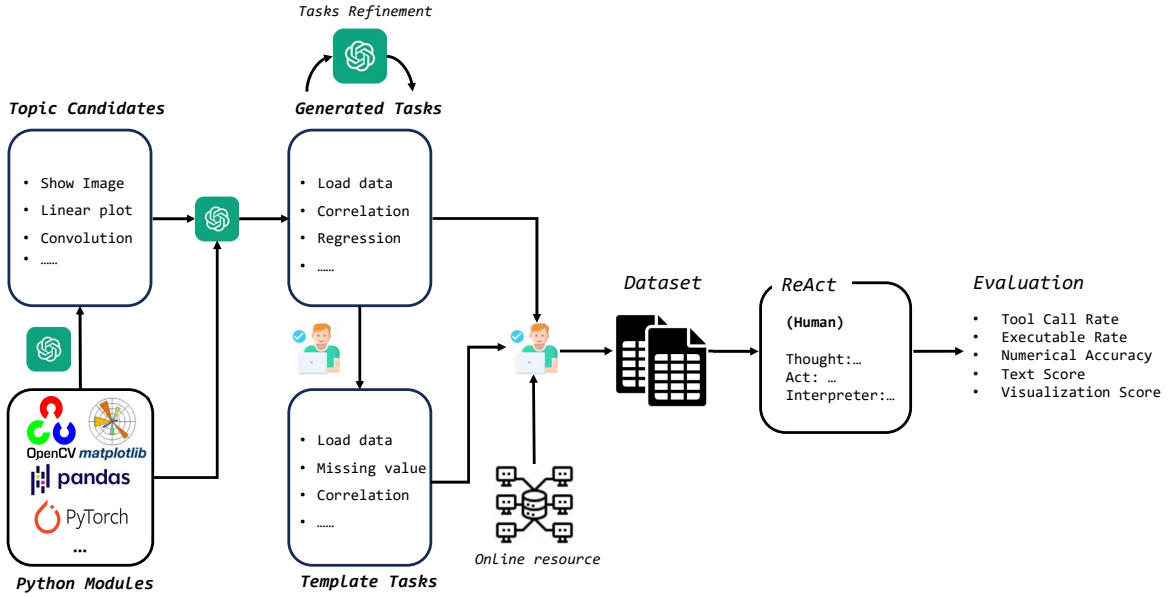 Tasks Refinement
Topic Candidates
• Show Image
• Linear plot
• Convolution
• ……
Generated Tasks
• Load data
• Correlation
• Regression
• ……
OpenCV
matplotlib
pandas
PyTorch
...
Python Modules
• Load data
• Missing value
• Correlation
• ……
Template Tasks
Online resource
Dataset
ReAct
(Human)
Thought:…
Act: …
Interpreter:…
Evaluation
• Tool Call Rate
• Executable Rate
• Numerical Accuracy
• Text Score
• Visualization Score